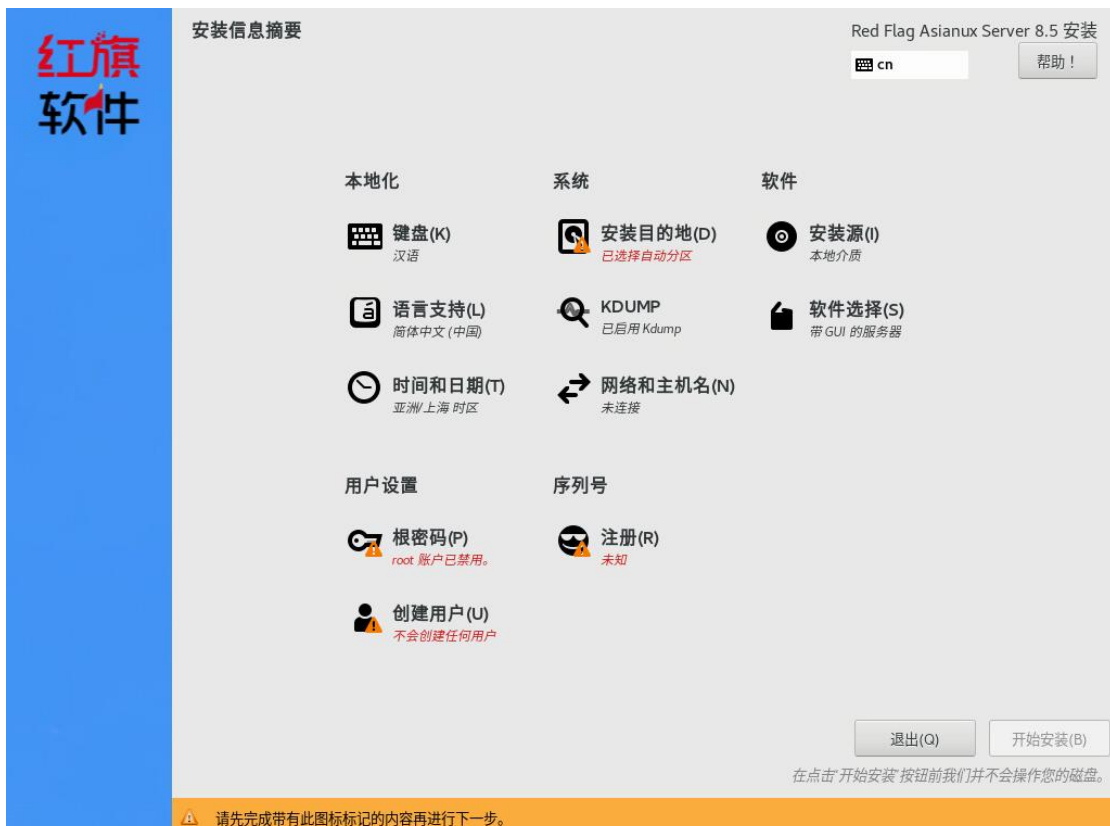 红旗
软件
安装信息摘要
Red Flag Asianux Server 8.5 安装
cn
帮助！
本地化
系统
软件
键盘(K)
汉语
安装目的地(D)
已选择自动分区
安装源(I)
本地介质
语言支持(L)
简体中文 (中国)
KDUMP
已启用 Kdump
软件选择(S)
带 GUI 的服务器
时间和日期(T)
亚洲/上海 时区
网络和主机名(N)
未连接
用户设置
序列号
根密码(P)
root 账户已禁用。
注册(R)
未知
创建用户(U)
不会创建任何用户
退出(Q)
开始安装(B)
在点击'开始安装'按钮前我们并不会操作您的磁盘。
请先完成带有此图标标记的内容再进行下一步。